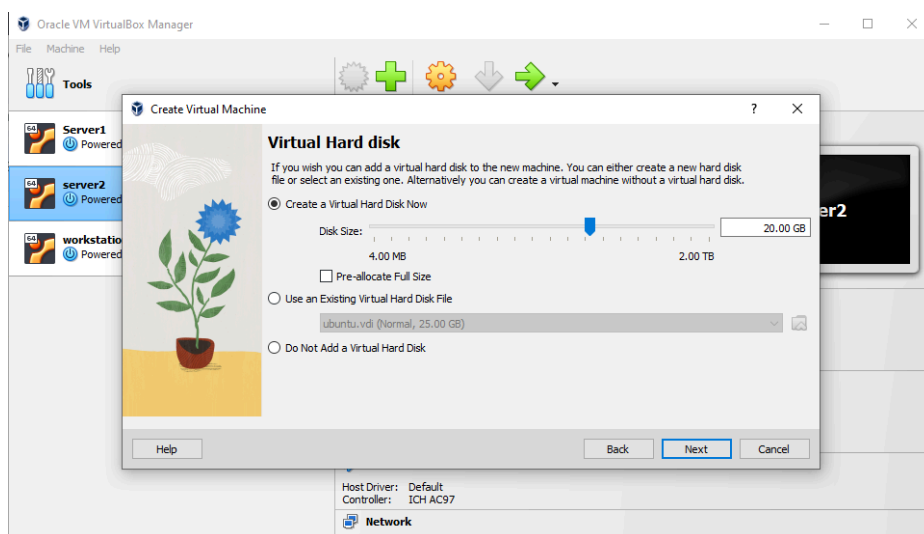 Oracle VM VirtualBox Manager
File Machine Help
Tools
Create Virtual Machine
?
64
Server1
Powered
64
server2
Powered
64
workstatio
Powered
Virtual Hard disk
If you wish you can add a virtual hard disk to the new machine. You can either create a new hard disk
file or select an existing one. Alternatively you can create a virtual machine without a virtual hard disk.
Create a Virtual Hard Disk Now
Disk Size:
20.00 GB
4.00 MB
2.00 TB
Pre-allocate Full Size
Use an Existing Virtual Hard Disk File
ubuntu.vdi (Normal, 25.00 GB)
Do Not Add a Virtual Hard Disk
Help
Back
Next
Cancel
er2
Host Driver: Default
Controller: ICH AC97
Network